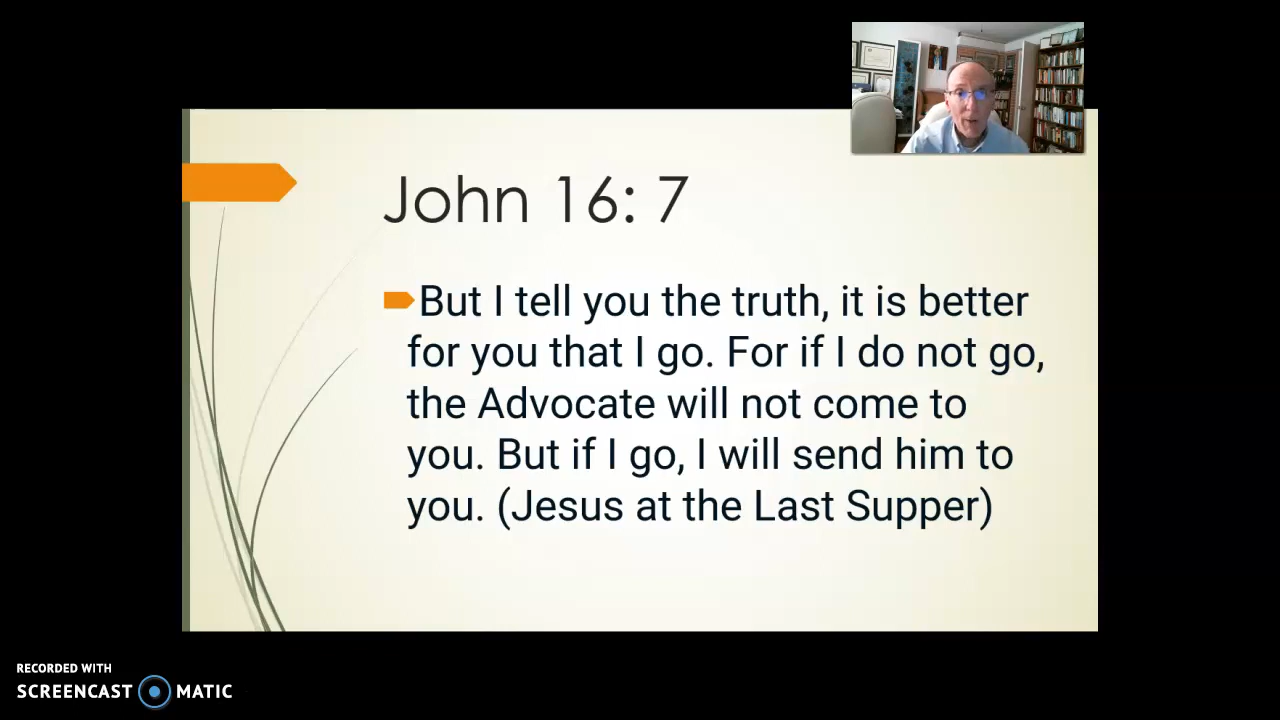 John 16: 7
But I tell you the truth, it is better
for you that I go. For if I do not go,
the Advocate will not come to
you. But if I go, I will send him to
you. (Jesus at the Last Supper)
RECORDED WITH
SCREENCAST MATIC